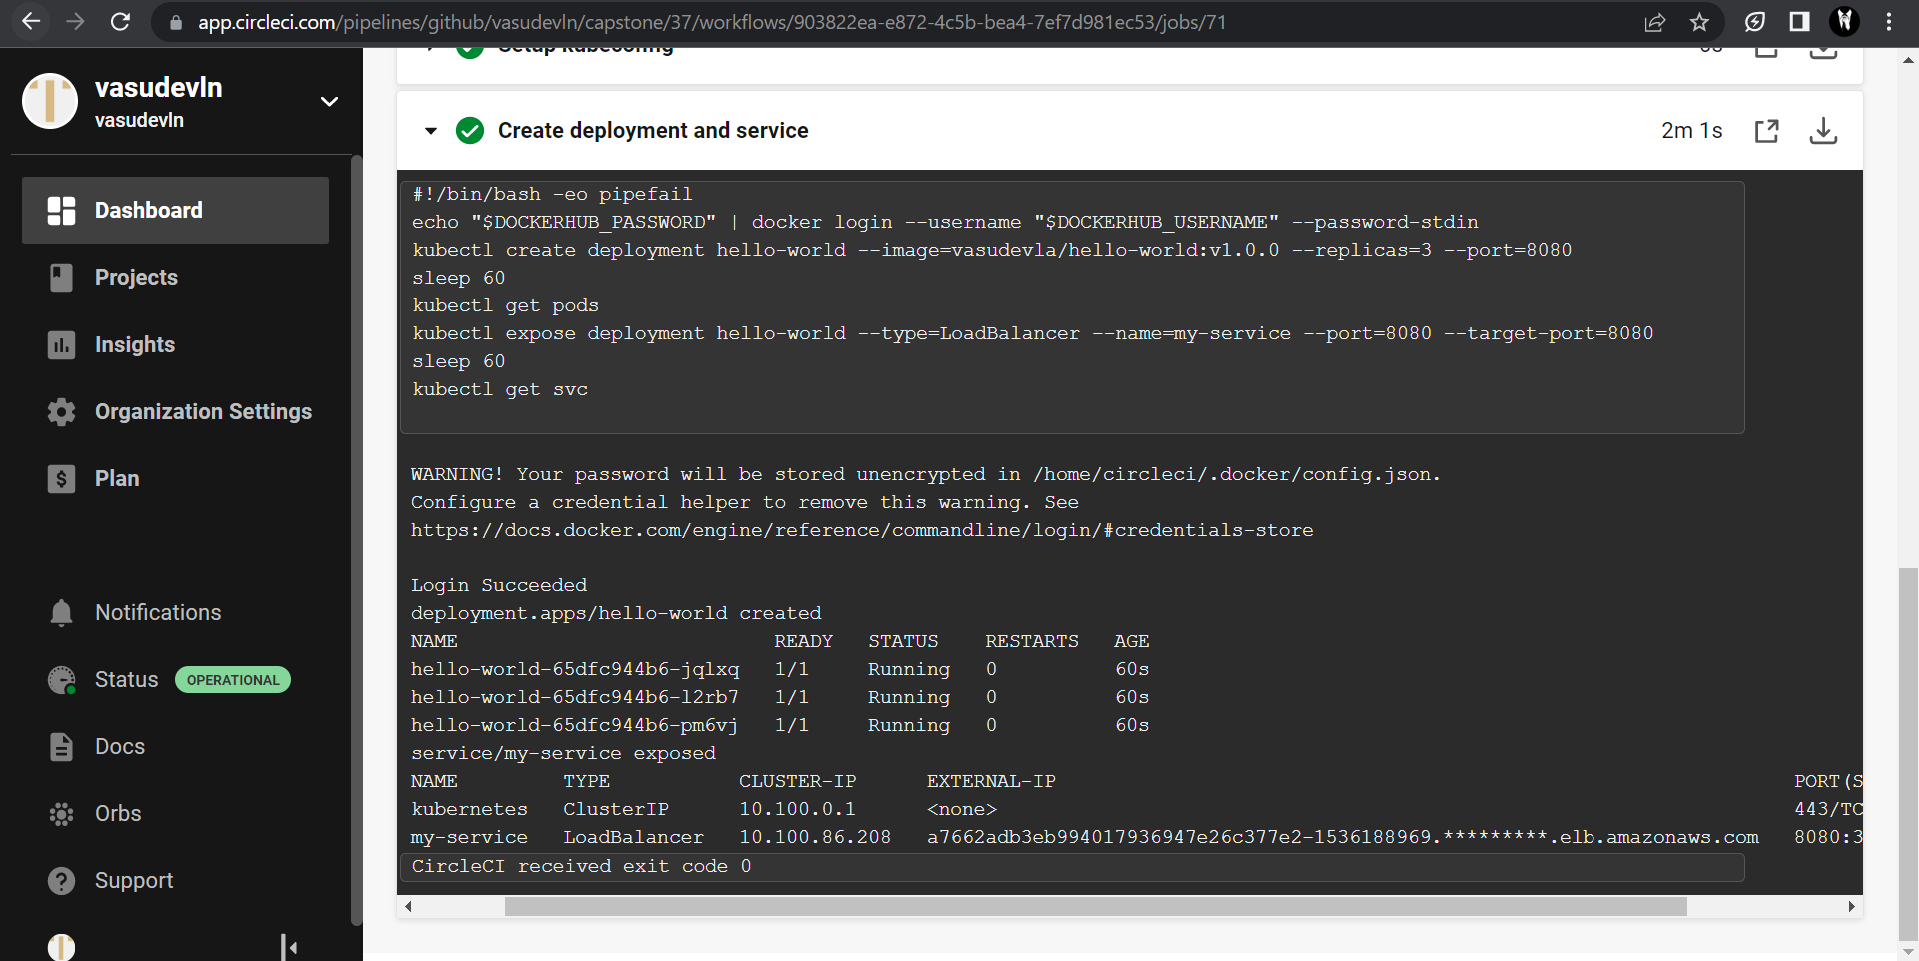 app.circleci.com/pipelines/github/vasudevln/capstone/37/workflows/903822ea-e872-4c5b-bea4-7ef7d981ec53/jobs/71
vasudevln
vasudevln
Dashboard
Projects
Insights
Organization Settings
Plan
Notifications
Status OPERATIONAL
Docs
Orbs
Support
Setup kubeconfig
Create deployment and service 2m 1s
#!/bin/bash -eo pipefail
echo "$DOCKERHUB_PASSWORD" | docker login --username "$DOCKERHUB_USERNAME" --password-stdin
kubectl create deployment hello-world --image=vasudevla/hello-world:v1.0.0 --replicas=3 --port=8080
sleep 60
kubectl get pods
kubectl expose deployment hello-world --type=LoadBalancer --name=my-service --port=8080 --target-port=8080
sleep 60
kubectl get svc
WARNING! Your password will be stored unencrypted in /home/circleci/.docker/config.json.
Configure a credential helper to remove this warning. See
https://docs.docker.com/engine/reference/commandline/login/#credentials-store
Login Succeeded
deployment.apps/hello-world created
NAME READY STATUS RESTARTS AGE
hello-world-65dfc944b6-jqlxq 1/1 Running 0 60s
hello-world-65dfc944b6-l2rb7 1/1 Running 0 60s
hello-world-65dfc944b6-pm6vj 1/1 Running 0 60s
service/my-service exposed
NAME TYPE CLUSTER-IP EXTERNAL-IP PORT(S
kubernetes ClusterIP 10.100.0.1 <none> 443/TC
my-service LoadBalancer 10.100.86.208 a7662adb3eb994017936947e26c377e2-1536188969.*********.elb.amazonaws.com 8080:3
CircleCI received exit code 0